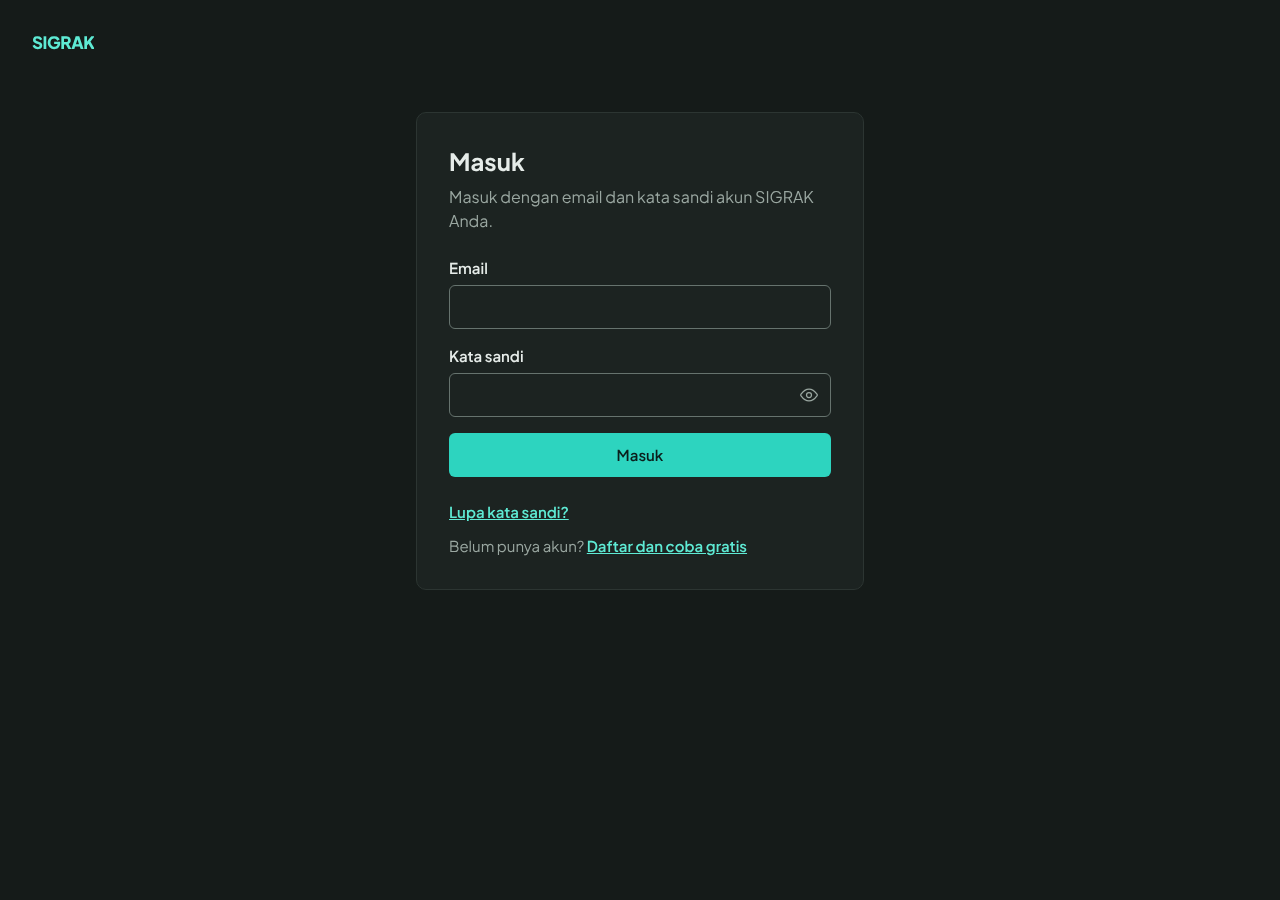 SIGRAK
Masuk
Masuk dengan email dan kata sandi akun SIGRAK
Anda.
Email
Kata sandi
Masuk
Lupa kata sandi?
Belum punya akun? Daftar dan coba gratis